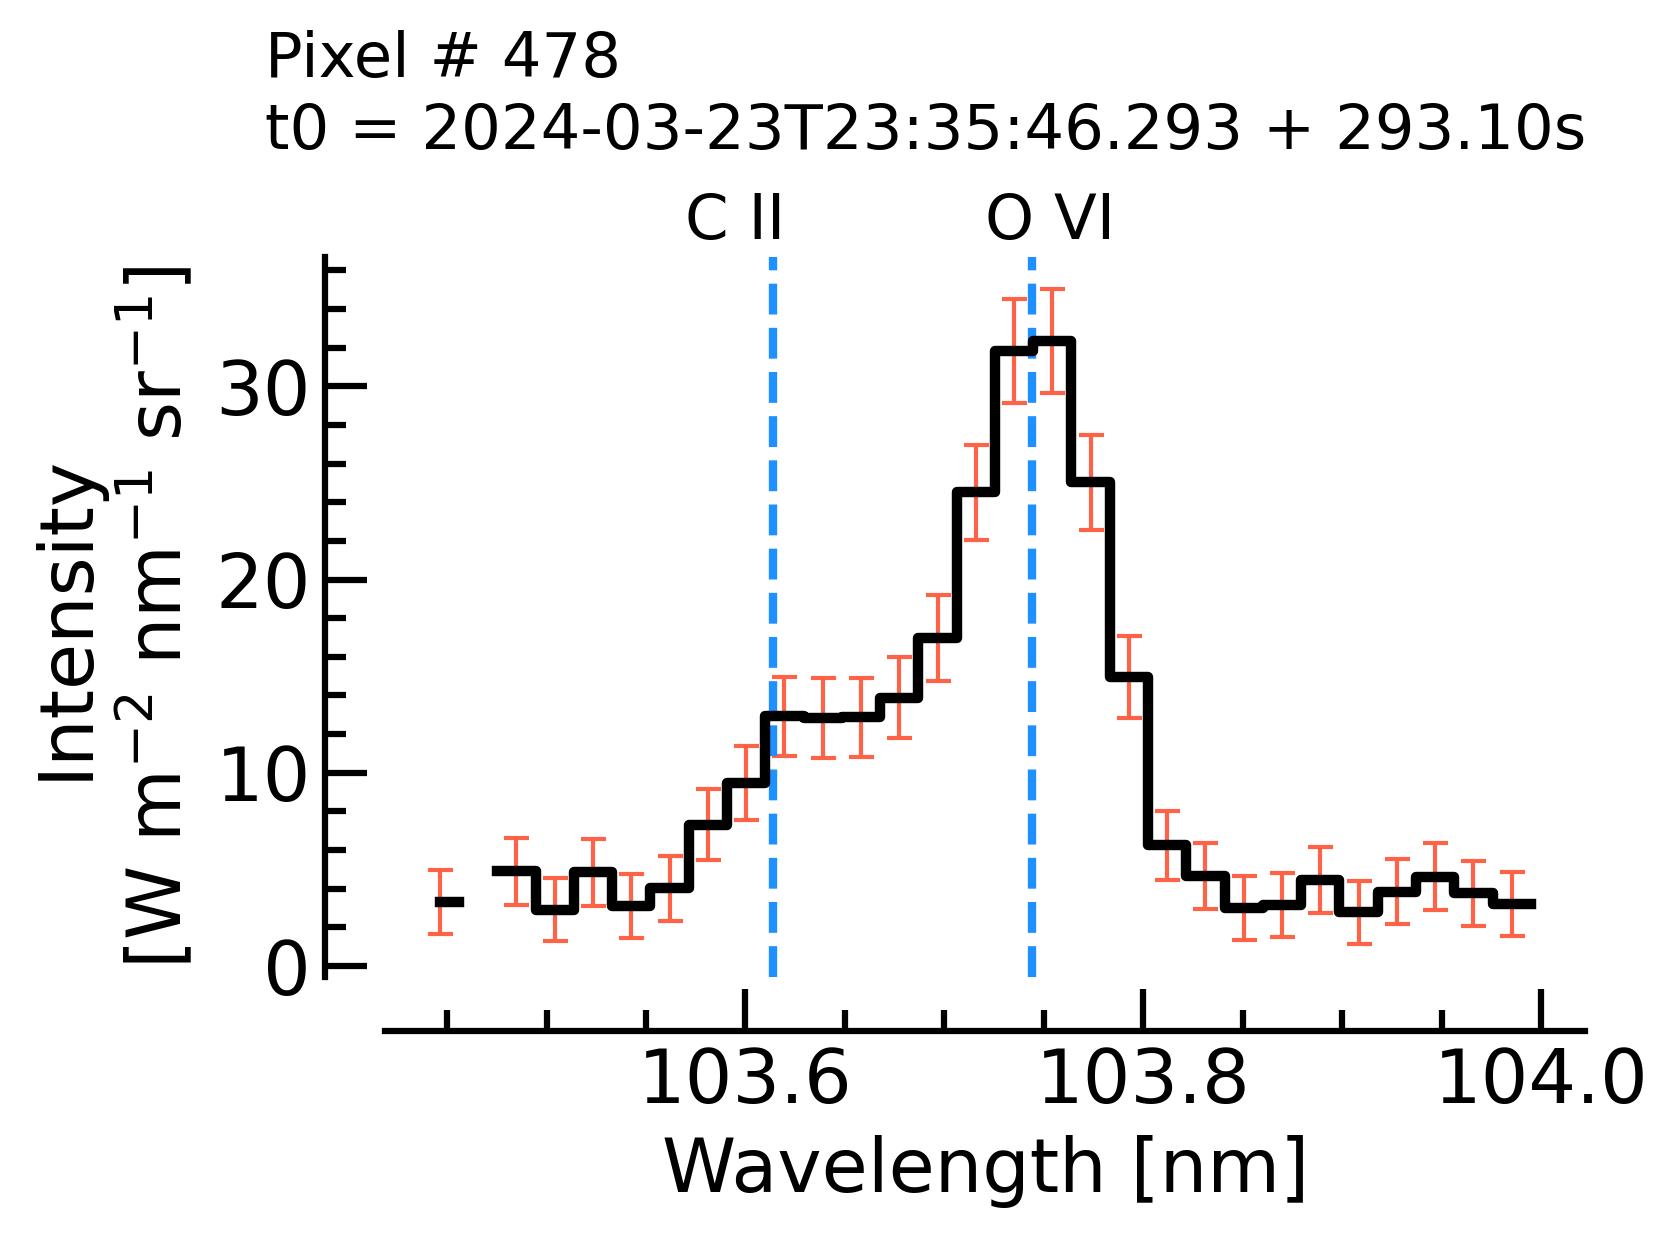 Pixel # 478
t0 = 2024-03-23T23:35:46.293 + 293.10s
C II O VI
Intensity
[W m⁻² nm⁻¹ sr⁻¹]
30
20
10
0
103.6 103.8 104.0
Wavelength [nm]